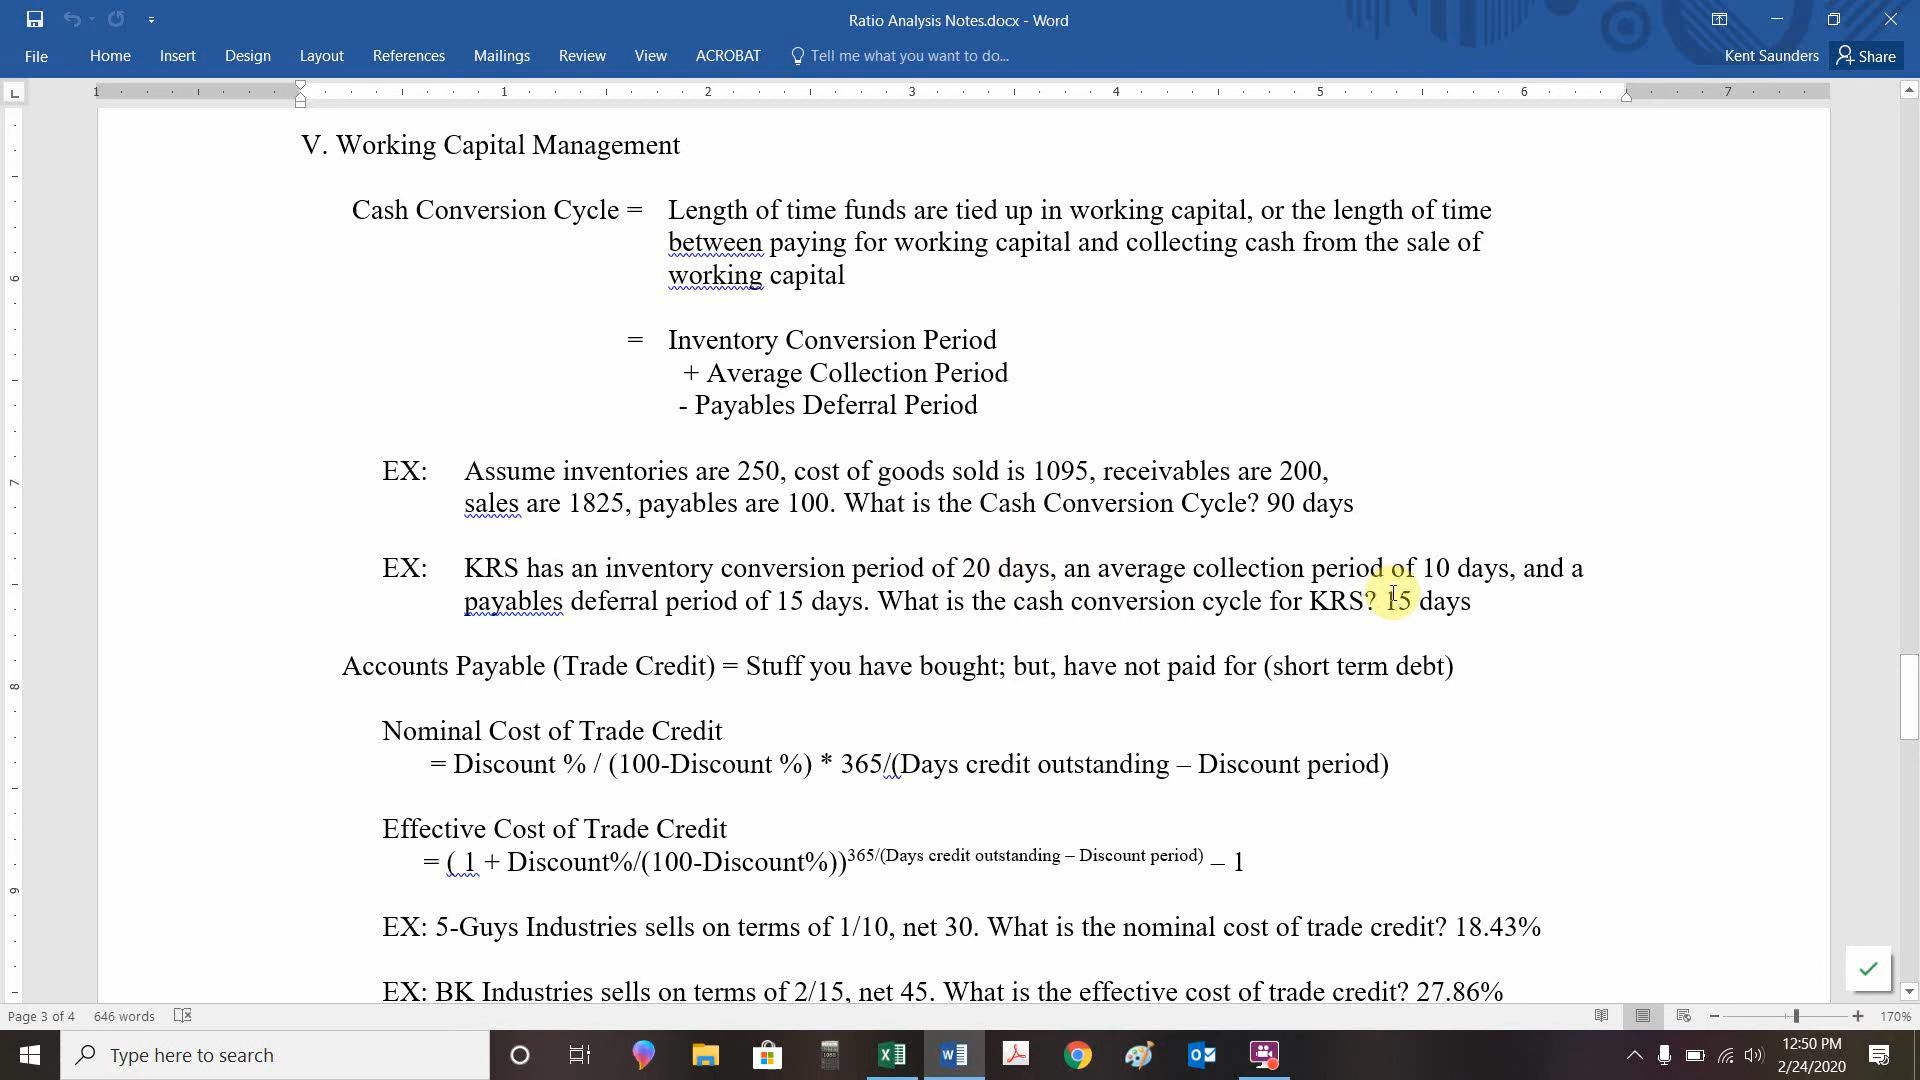 Ratio Analysis Notes.docx - Word
File Home Insert Design Layout References Mailings Review View ACROBAT Tell me what you want to do... Kent Saunders Share
1 1 2 3 4 5 6 7
V. Working Capital Management
Cash Conversion Cycle = Length of time funds are tied up in working capital, or the length of time
between paying for working capital and collecting cash from the sale of
working capital
= Inventory Conversion Period
+ Average Collection Period
- Payables Deferral Period
EX: Assume inventories are 250, cost of goods sold is 1095, receivables are 200,
sales are 1825, payables are 100. What is the Cash Conversion Cycle? 90 days
EX: KRS has an inventory conversion period of 20 days, an average collection period of 10 days, and a
payables deferral period of 15 days. What is the cash conversion cycle for KRS? 15 days
Accounts Payable (Trade Credit) = Stuff you have bought; but, have not paid for (short term debt)
Nominal Cost of Trade Credit
= Discount % / (100-Discount %) * 365/(Days credit outstanding – Discount period)
Effective Cost of Trade Credit
= ( 1 + Discount%/(100-Discount%))365/(Days credit outstanding – Discount period) – 1
EX: 5-Guys Industries sells on terms of 1/10, net 30. What is the nominal cost of trade credit? 18.43%
EX: BK Industries sells on terms of 2/15, net 45. What is the effective cost of trade credit? 27.86%
6
7
8
9
Page 3 of 4 646 words 170%
Type here to search
12:50 PM
2/24/2020